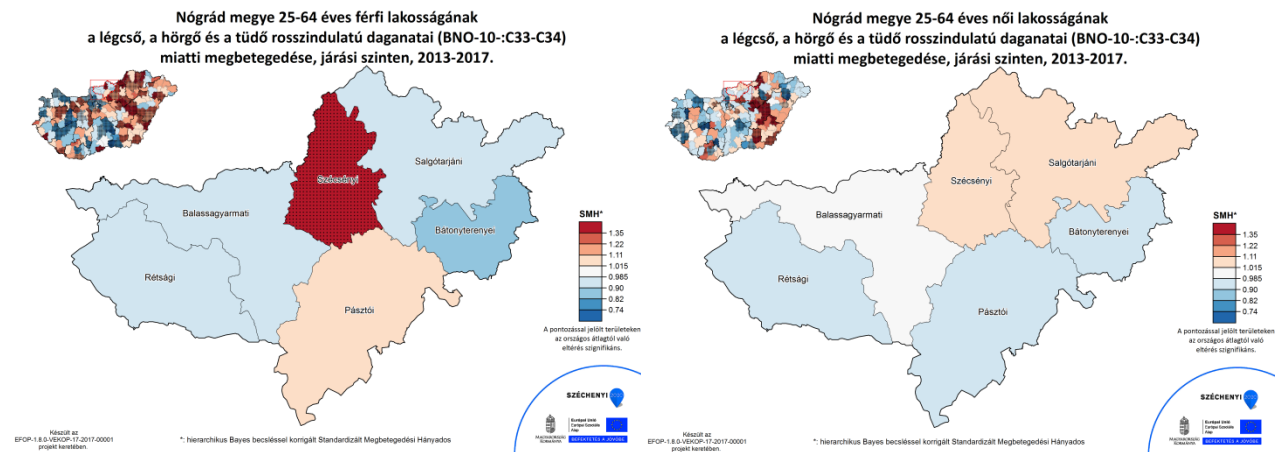 Nógrád megye 25-64 éves férfi lakosságának
a légcső, a hörgő és a tüdő rosszindulatú daganatai (BNO-10-:C33-C34)
miatti megbetegedése, járási szinten, 2013-2017.
Salgótarjáni
Szécsényi
Balassagyarmati
Bátonyterenyei
Rétsági
Pásztói
SMH*
1.35
1.22
1.11
1.015
0.985
0.90
0.82
0.74
A pontozással jelölt területeken
az országos átlagtól való
eltérés szignifikáns.
SZÉCHENYI 2020
Magyarország
Kormánya
Európai Unió
Európai Szociális
Alap
BEFEKTETÉS A JÖVŐBE
Készült az
EFOP-1.8.0-VEKOP-17-2017-00001
projekt keretében.
*: hierarchikus Bayes becsléssel korrigált Standardizált Megbetegedési Hányados
Nógrád megye 25-64 éves női lakosságának
a légcső, a hörgő és a tüdő rosszindulatú daganatai (BNO-10-:C33-C34)
miatti megbetegedése, járási szinten, 2013-2017.
Salgótarjáni
Szécsényi
Balassagyarmati
Bátonyterenyei
Rétsági
Pásztói
SMH*
1.35
1.22
1.11
1.015
0.985
0.90
0.82
0.74
A pontozással jelölt területeken
az országos átlagtól való
eltérés szignifikáns.
SZÉCHENYI 2020
Magyarország
Kormánya
Európai Unió
Európai Szociális
Alap
BEFEKTETÉS A JÖVŐBE
Készült az
EFOP-1.8.0-VEKOP-17-2017-00001
projekt keretében.
*: hierarchikus Bayes becsléssel korrigált Standardizált Megbetegedési Hányados